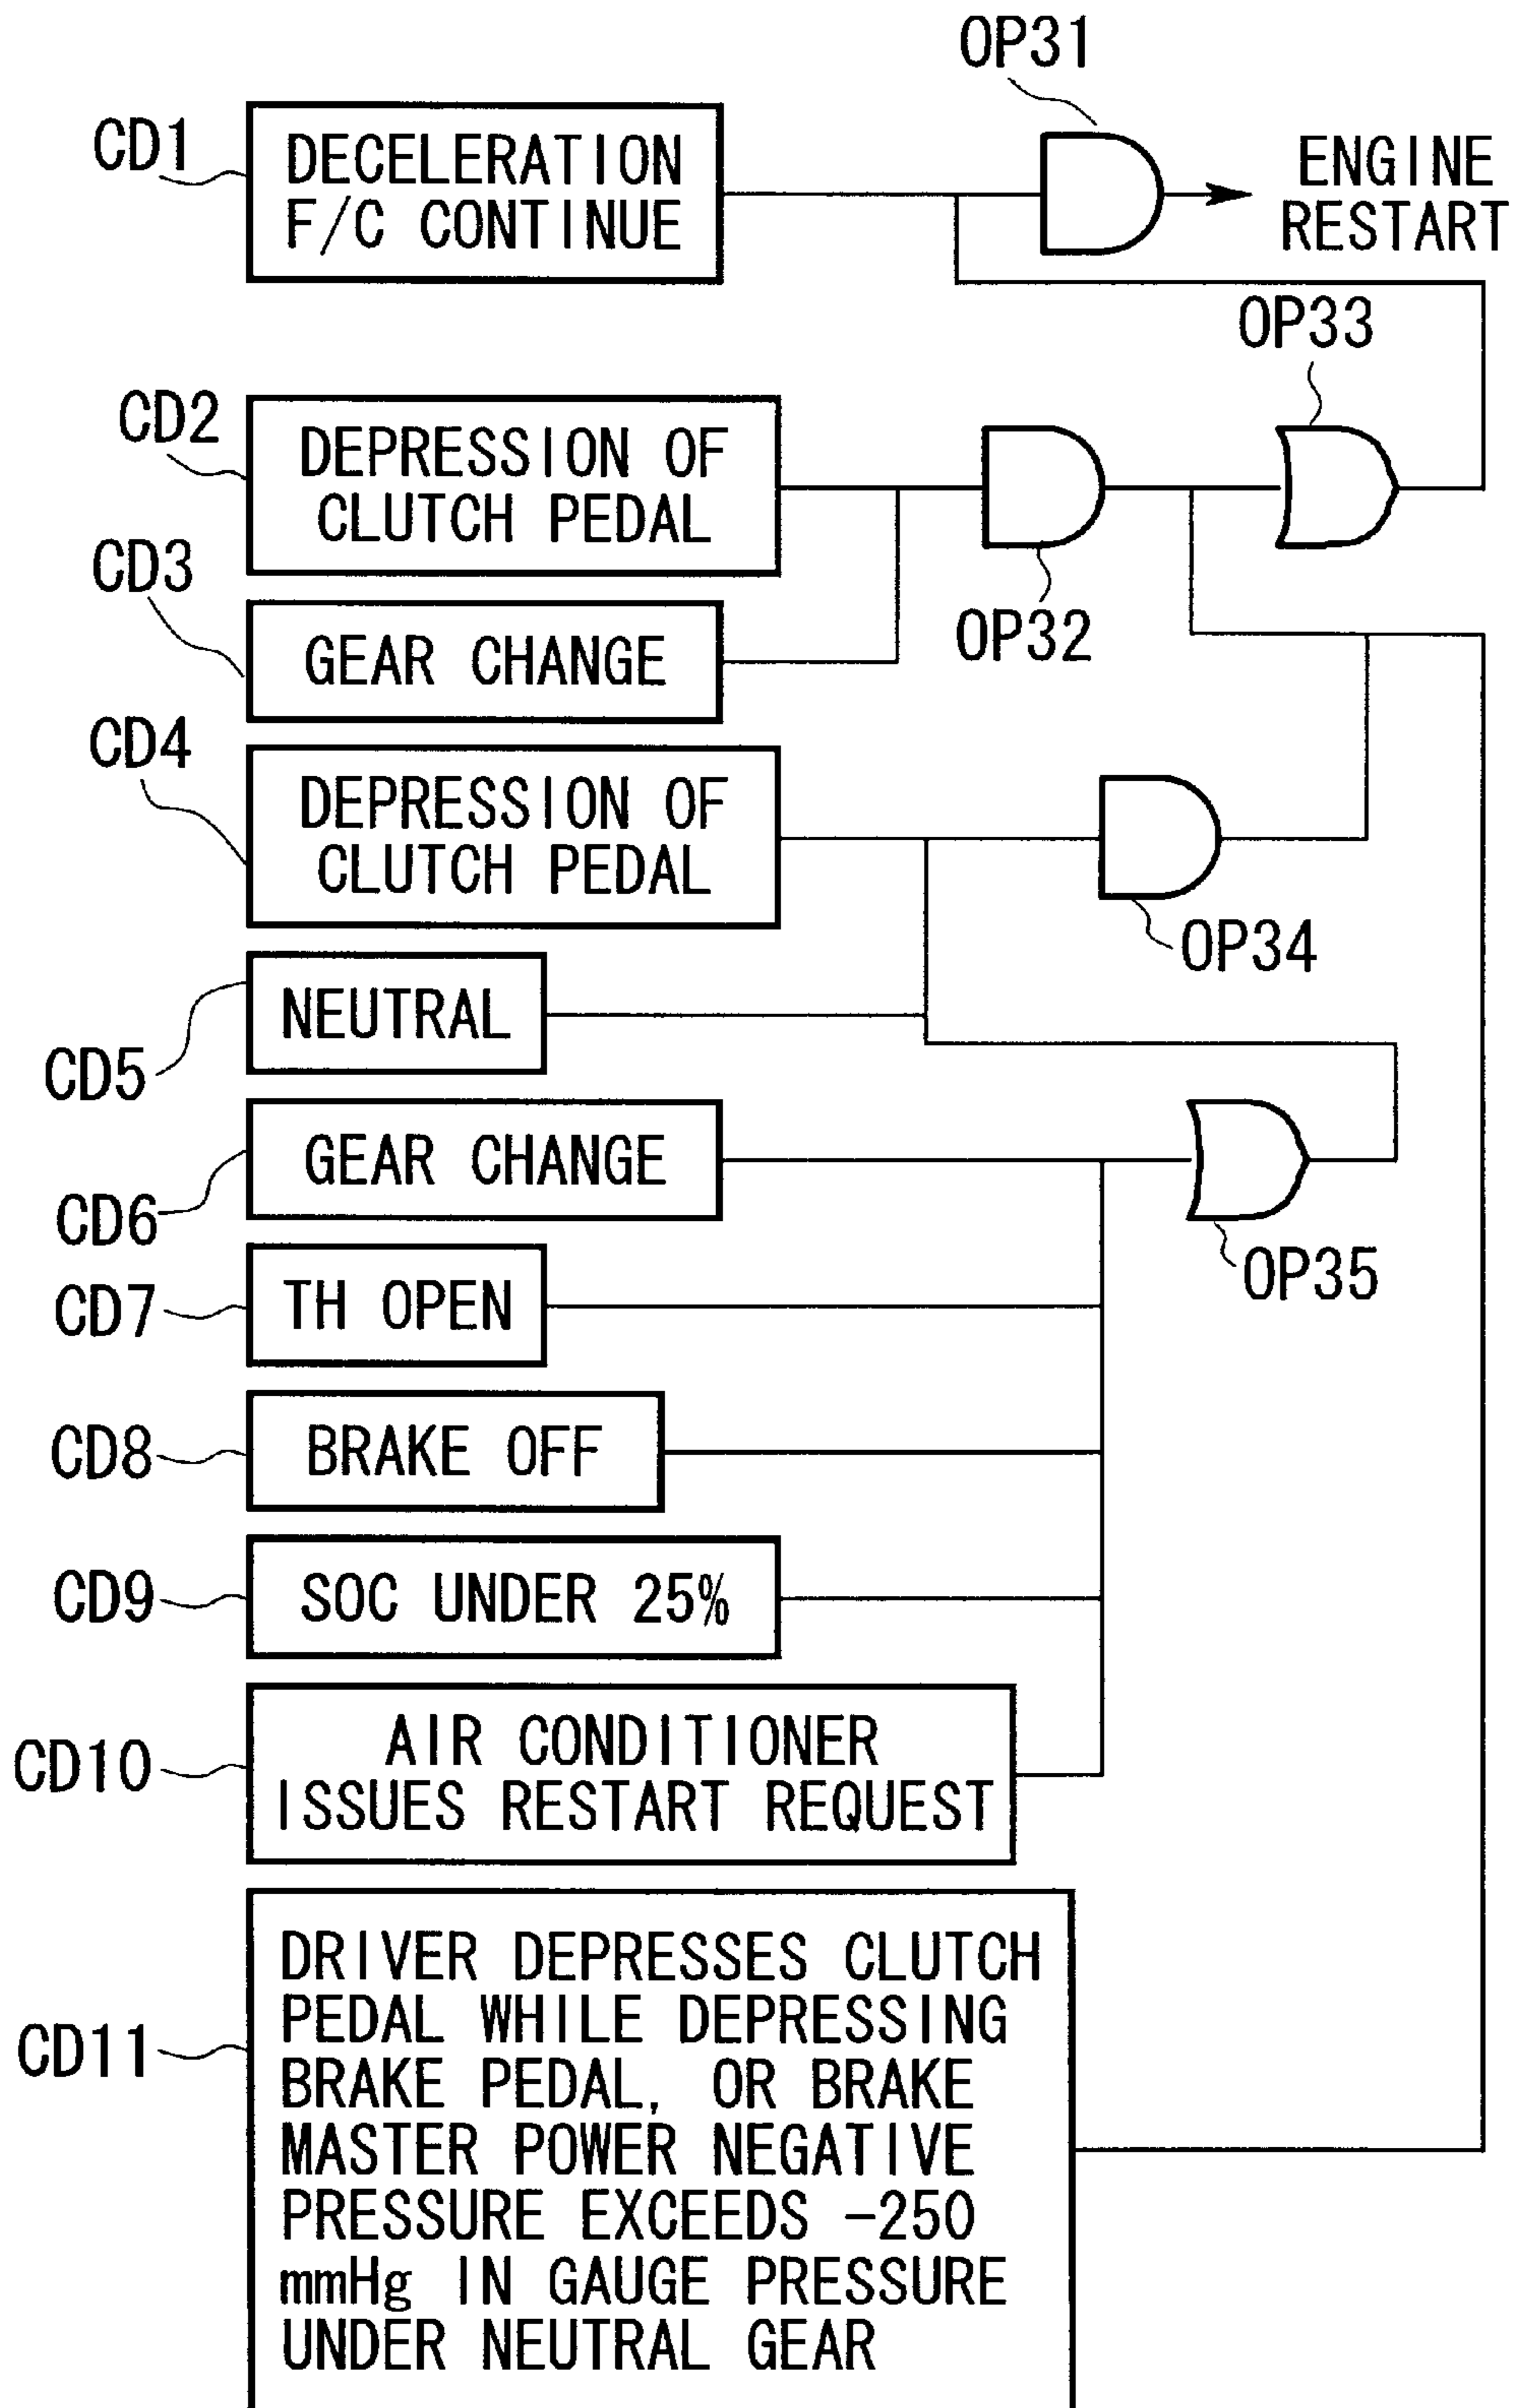 OP31
CD1
DECELERATION
F/C CONTINUE
ENGINE
RESTART
OP33
CD2
DEPRESSION OF
CLUTCH PEDAL
CD3
OP32
GEAR CHANGE
CD4
DEPRESSION OF
CLUTCH PEDAL
OP34
NEUTRAL
CD5
GEAR CHANGE
CD6
OP35
CD7
TH OPEN
CD8
BRAKE OFF
CD9
SOC UNDER 25%
CD10
AIR CONDITIONER
ISSUES RESTART REQUEST
CD11
DRIVER DEPRESSES CLUTCH
PEDAL WHILE DEPRESSING
BRAKE PEDAL, OR BRAKE
MASTER POWER NEGATIVE
PRESSURE EXCEEDS -250
mmHg IN GAUGE PRESSURE
UNDER NEUTRAL GEAR